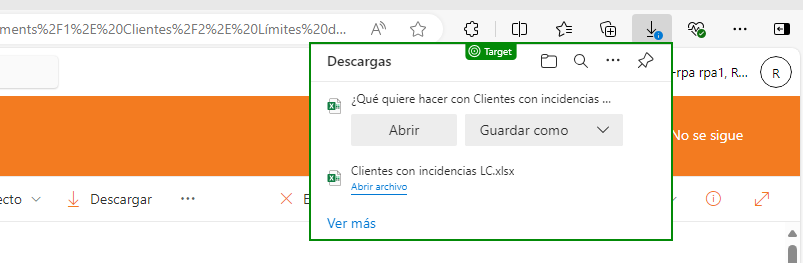 ments%2F1%2E%20Clientes%2F2%2E%20Límites%20d...
Target
Descargas
-rpa rpa1, R...
R
¿Qué quiere hacer con Clientes con incidencias ...
Abrir
Guardar como
No se sigue
Clientes con incidencias LC.xlsx
Abrir archivo
ecto
Descargar
Ver más